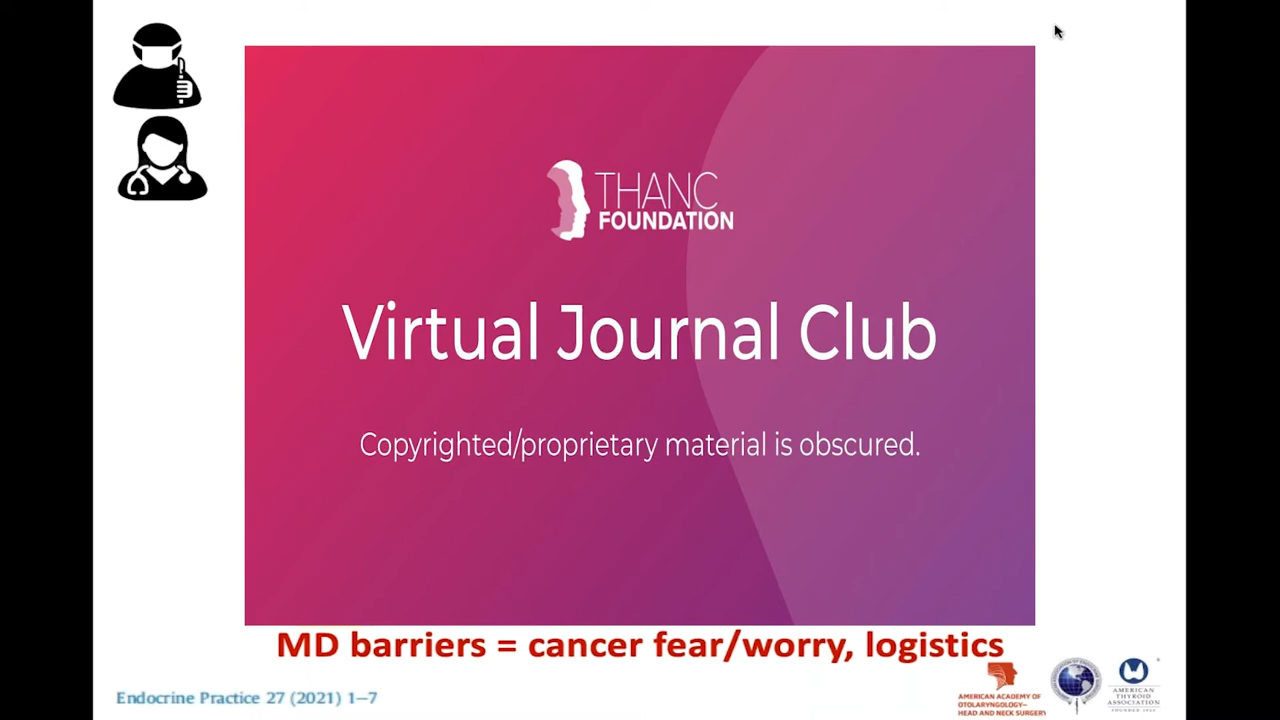 THANC
FOUNDATION
Virtual Journal Club
Copyrighted/proprietary material is obscured.
MD barriers = cancer fear/worry, logistics
Endocrine Practice 27 (2021) 1–7
AMERICAN ACADEMY OF
OTOLARYNGOLOGY–
HEAD AND NECK SURGERY
AMERICAN
THYROID
ASSOCIATION